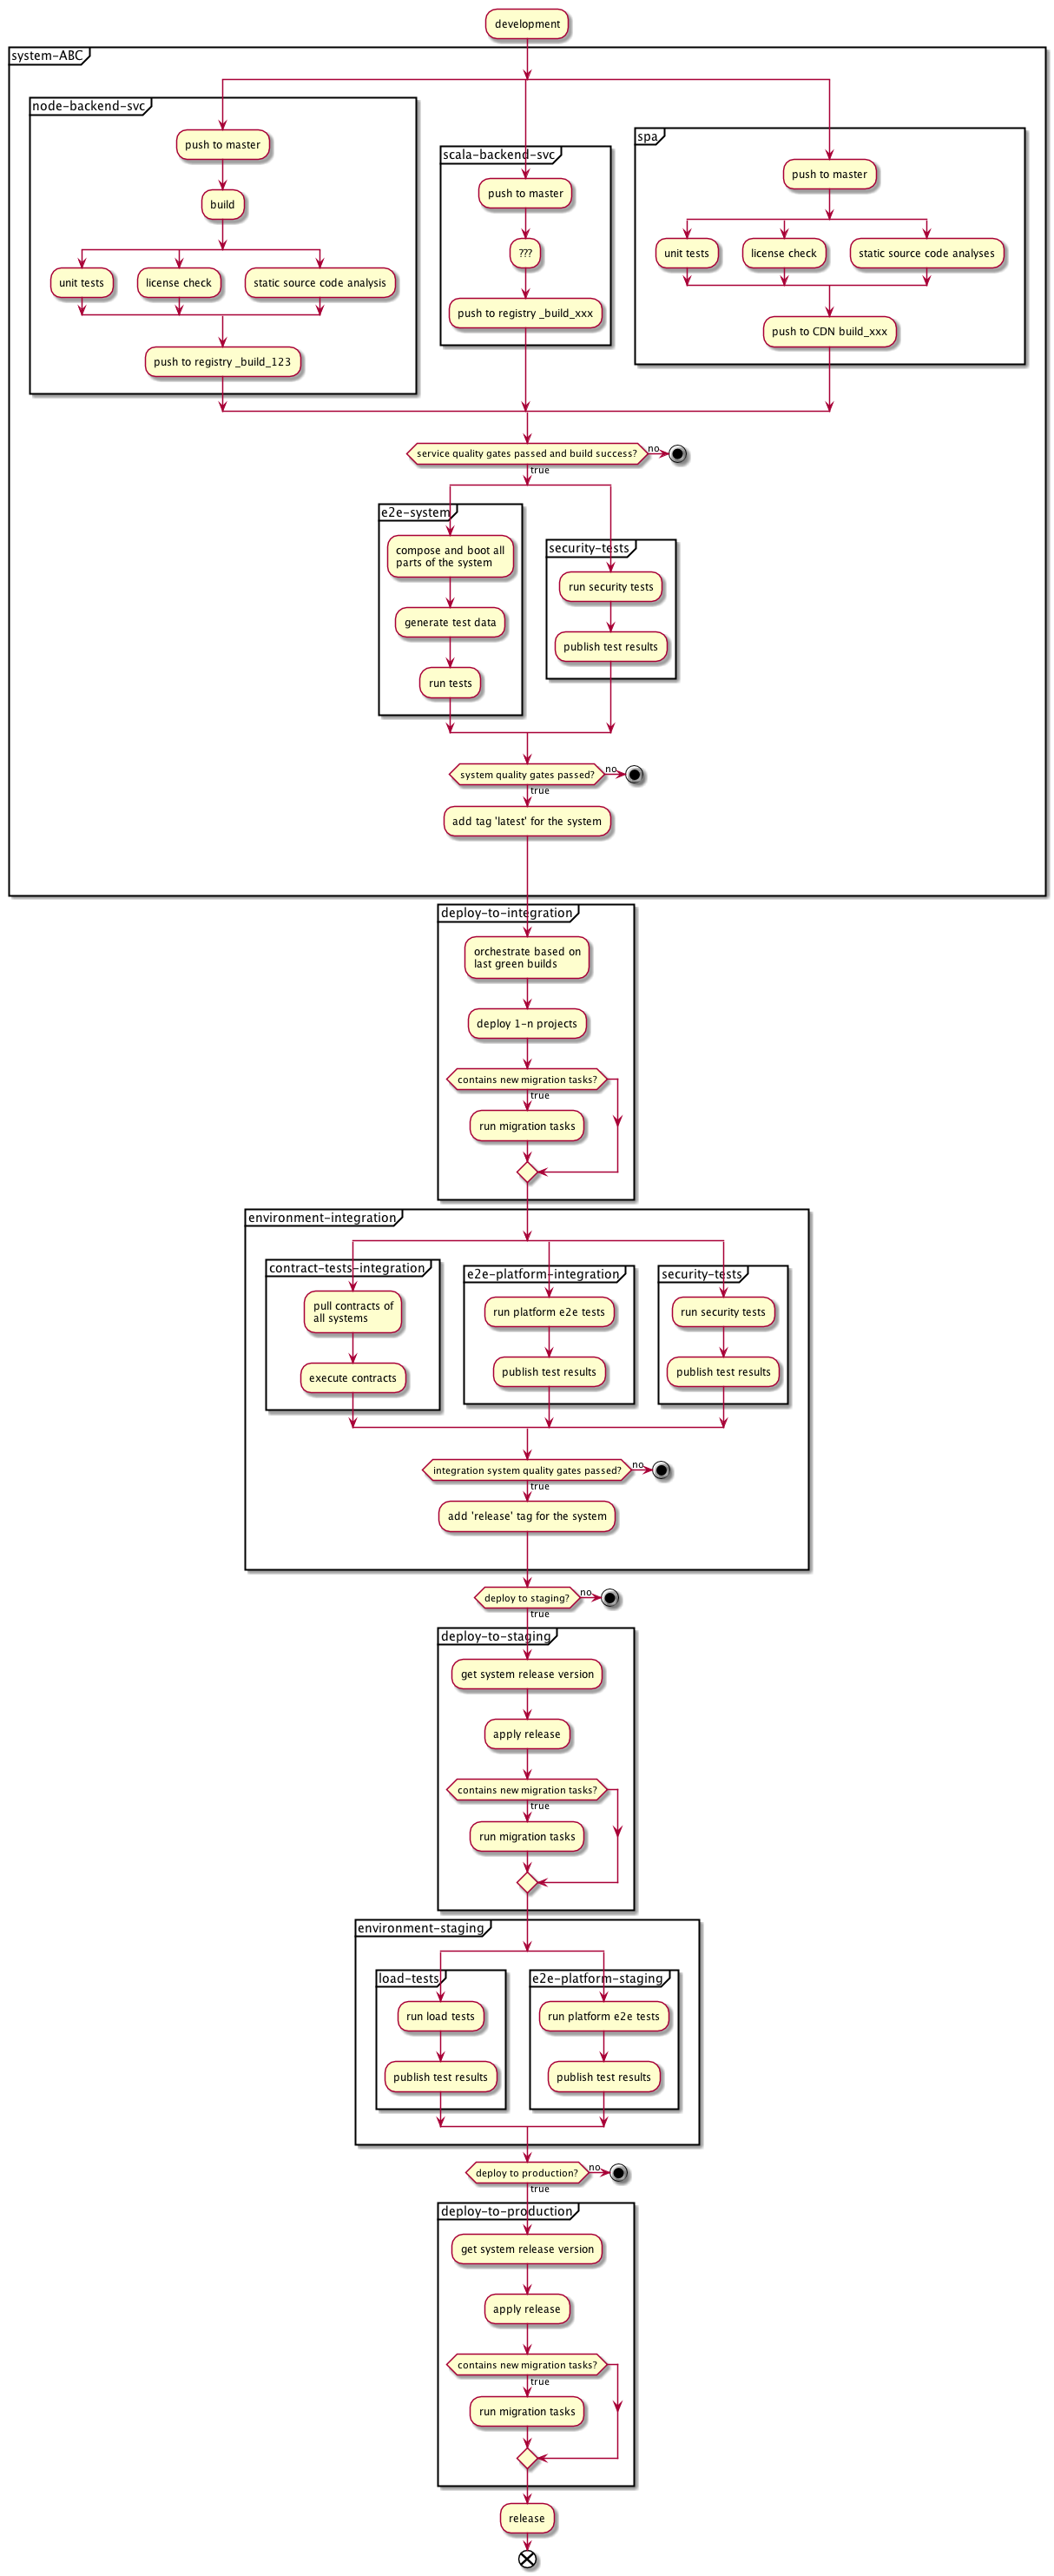 development
system-ABC
node-backend-svc
push to master
build
unit tests
license check
static source code analysis
push to registry _build_123
scala-backend-svc
push to master
???
push to registry _build_xxx
spa
push to master
unit tests
license check
static source code analyses
push to CDN build_xxx
service quality gates passed and build success?
no
true
e2e-system
compose and boot all
parts of the system
generate test data
run tests
security-tests
run security tests
publish test results
system quality gates passed?
no
true
add tag 'latest' for the system
deploy-to-integration
orchestrate based on
last green builds
deploy 1-n projects
contains new migration tasks?
true
run migration tasks
environment-integration
contract-tests-integration
pull contracts of
all systems
execute contracts
e2e-platform-integration
run platform e2e tests
publish test results
security-tests
run security tests
publish test results
integration system quality gates passed?
no
true
add 'release' tag for the system
deploy to staging?
no
true
deploy-to-staging
get system release version
apply release
contains new migration tasks?
true
run migration tasks
environment-staging
load-tests
run load tests
publish test results
e2e-platform-staging
run platform e2e tests
publish test results
deploy to production?
no
true
deploy-to-production
get system release version
apply release
contains new migration tasks?
true
run migration tasks
release